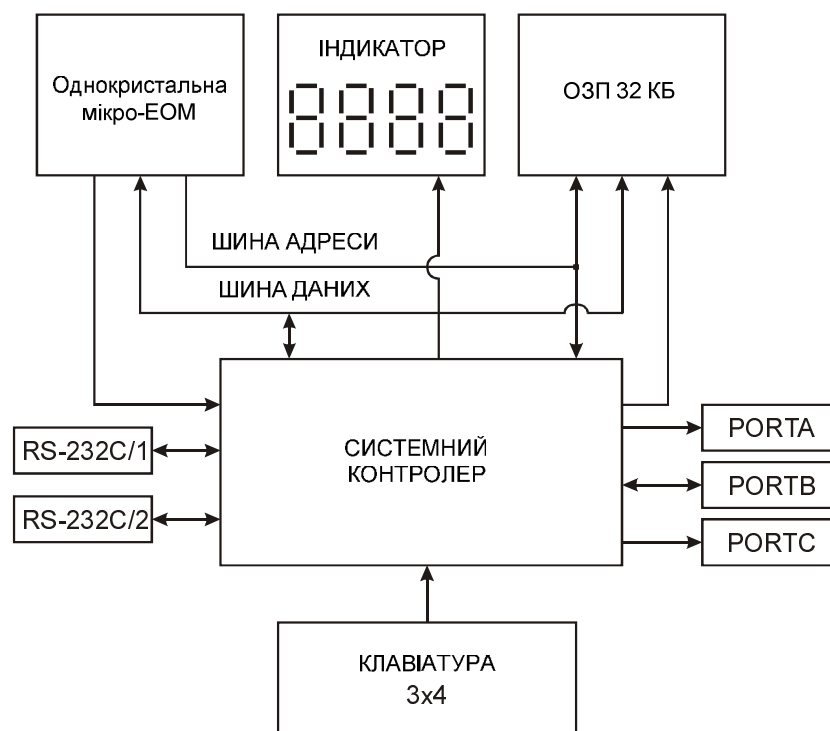 Однокристальна
мікро-ЕОМ
ІНДИКАТОР
ОЗП 32 КБ
ШИНА АДРЕСИ
ШИНА ДАНИХ
СИСТЕМНИЙ
КОНТРОЛЕР
RS-232C/1
RS-232C/2
PORTA
PORTB
PORTC
КЛАВІАТУРА
3x4